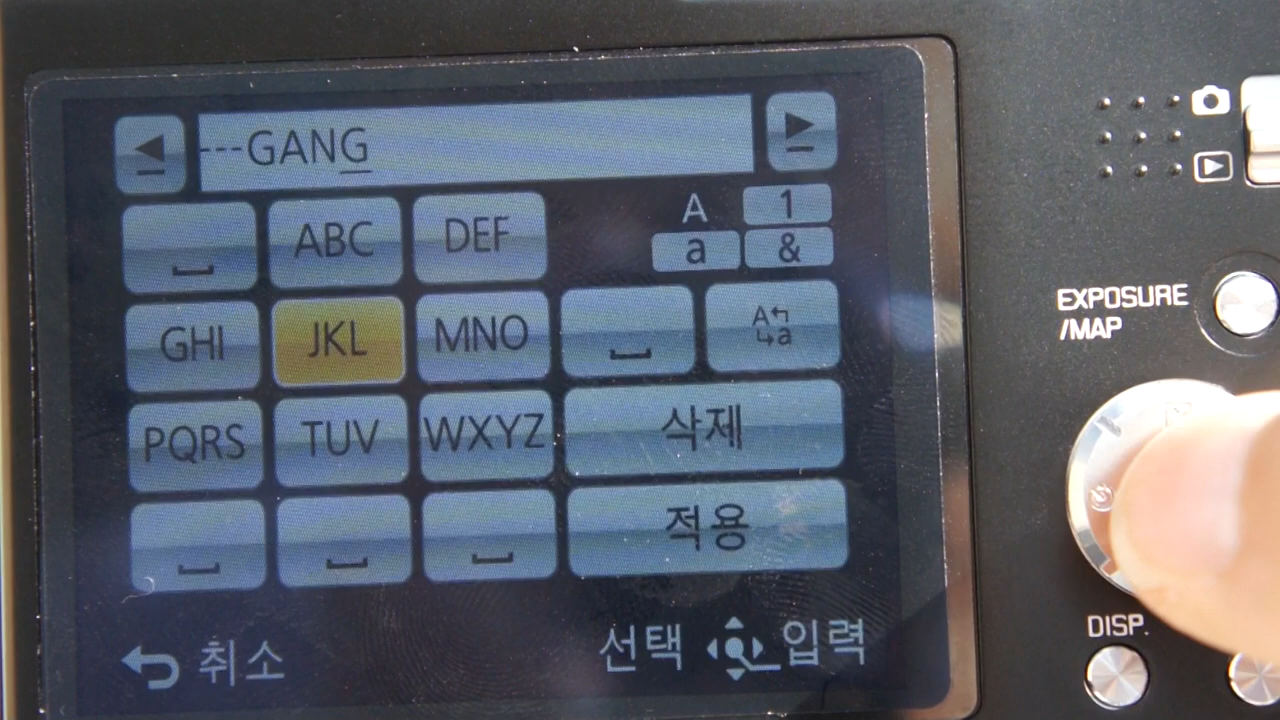 ---GANG
ABC DEF A 1
a &
GHI JKL MNO A a
PQRS TUV WXYZ 삭제
적용
취소 선택 입력
EXPOSURE
/MAP
DISP.